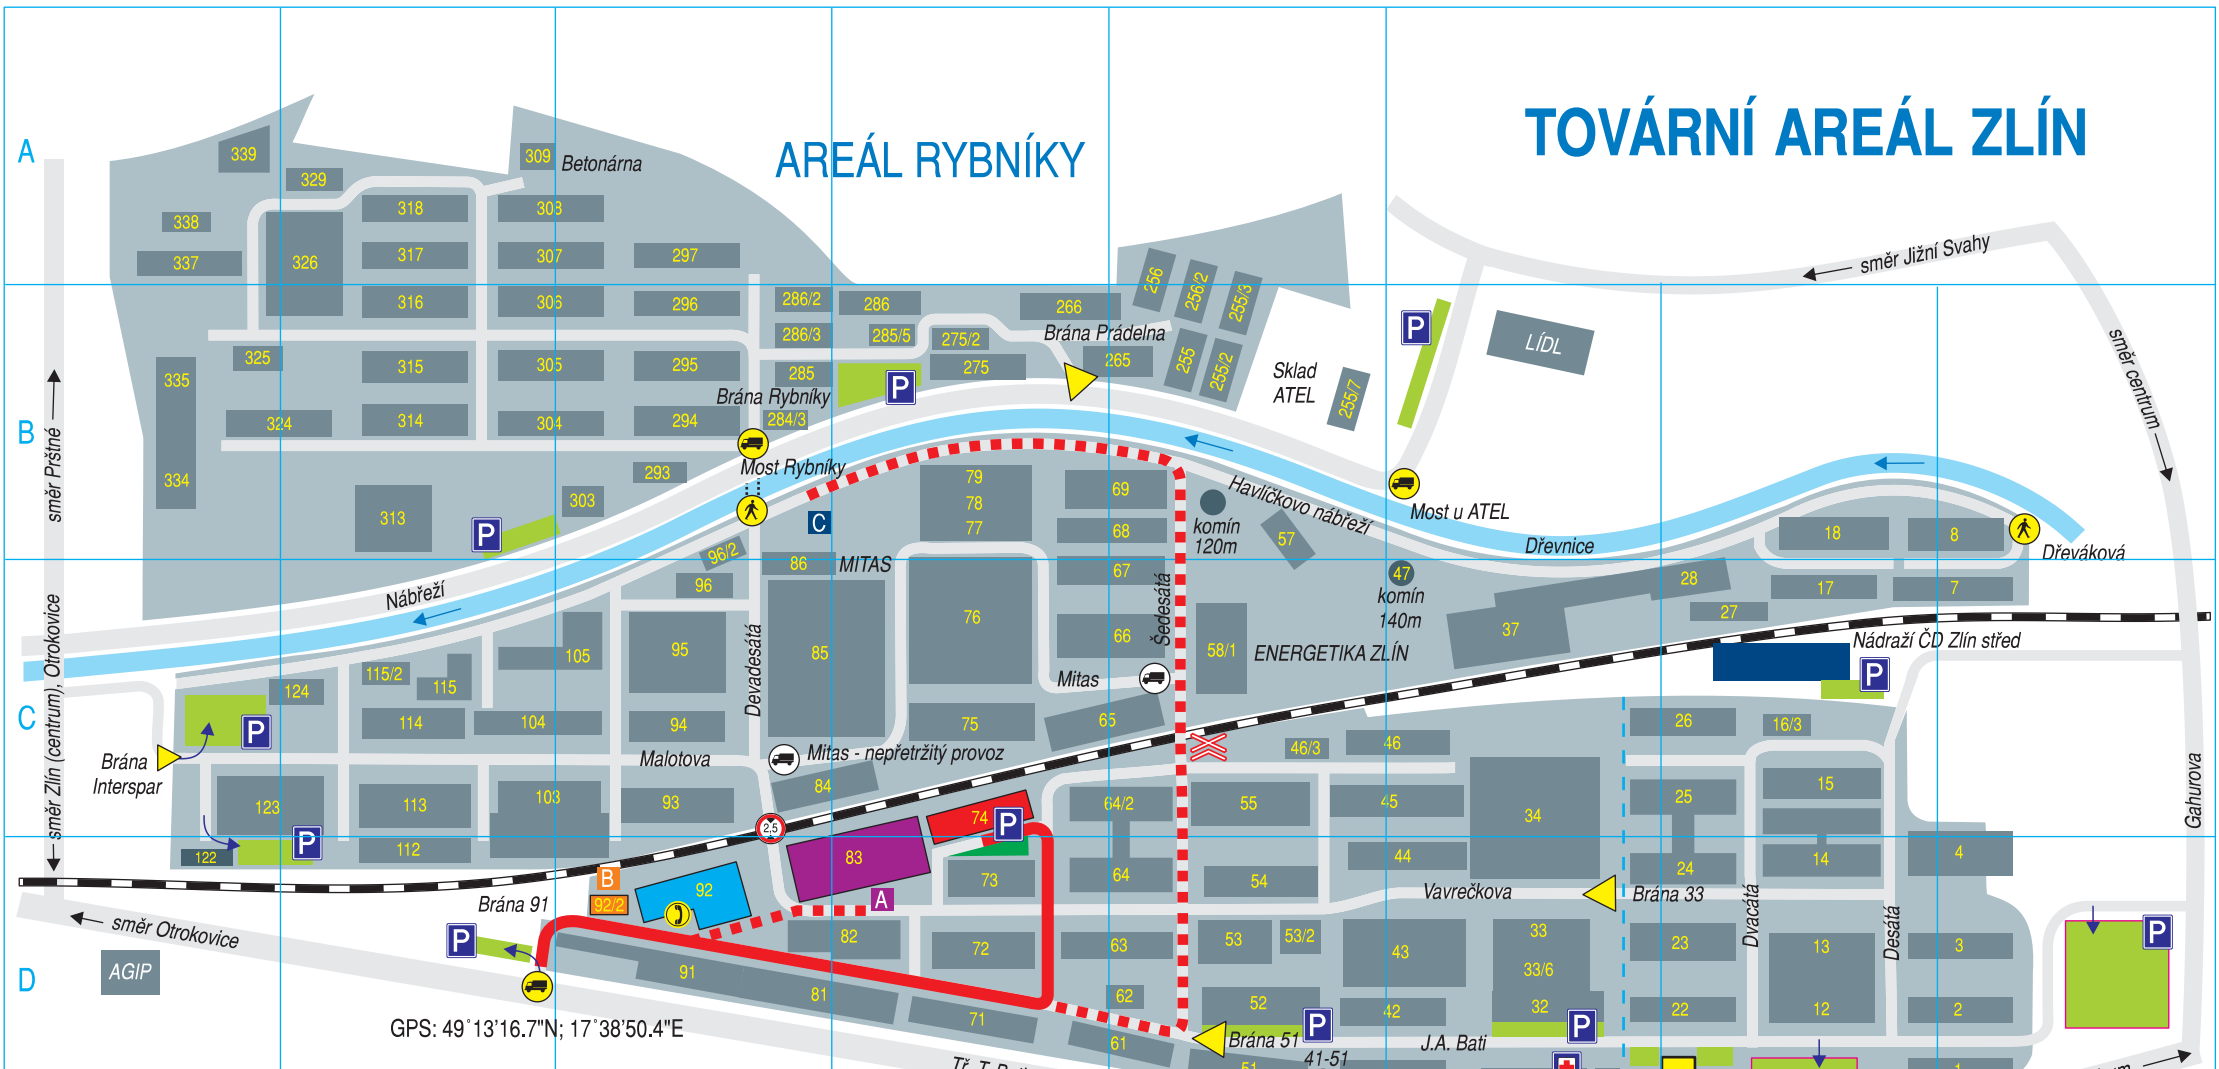 TOVÁRNÍ AREÁL ZLÍN
AREÁL RYBNÍKY
A
339
329
309
Betonárna
318
308
338
337
326
317
307
297
směr Jižní Svahy
256
256/2
255/3
316
306
296
286/2
286
266
286/3
285/5
275/2
Brána Prádelna
P
LÍDL
směr centrum
325
335
315
305
295
285
P
275
265
255
255/2
Sklad
ATEL
255/7
Brána Rybníky
B
324
314
304
294
284/3
směr Prštné
334
293
Most Rybníky
303
313
P
C
79
78
77
69
68
Havlíčkovo nábřeží
komín
120m
57
Most u ATEL
Dřevnice
18
8
Dřeváková
96/2
86
MITAS
96
67
47
komín
140m
28
17
7
27
Nábřeží
76
66
Šedesátá
58/1
ENERGETIKA ZLÍN
37
Nádraží ČD Zlín střed
P
105
95
85
Devadesátá
115/2
115
124
Mitas
C
P
114
104
94
75
65
26
16/3
směr Zlín (centrum), Otrokovice
Brána
Interspar
Malotova
Mitas - nepřetržitý provoz
46/3
46
84
123
113
103
93
64/2
55
45
34
25
15
Gahurova
2,5
74
P
122
P
112
83
44
24
14
4
B
92
92/2
A
73
64
54
Vavrečkova
Brána 33
Dvacátá
Desátá
Brána 91
směr Otrokovice
P
82
72
63
53
53/2
43
33
33/6
23
13
3
P
AGIP
D
91
81
62
52
42
32
22
12
2
71
61
Brána 51
P
J.A. Bati
P
GPS: 49°13'16.7"N; 17°38'50.4"E
41-51
51
1